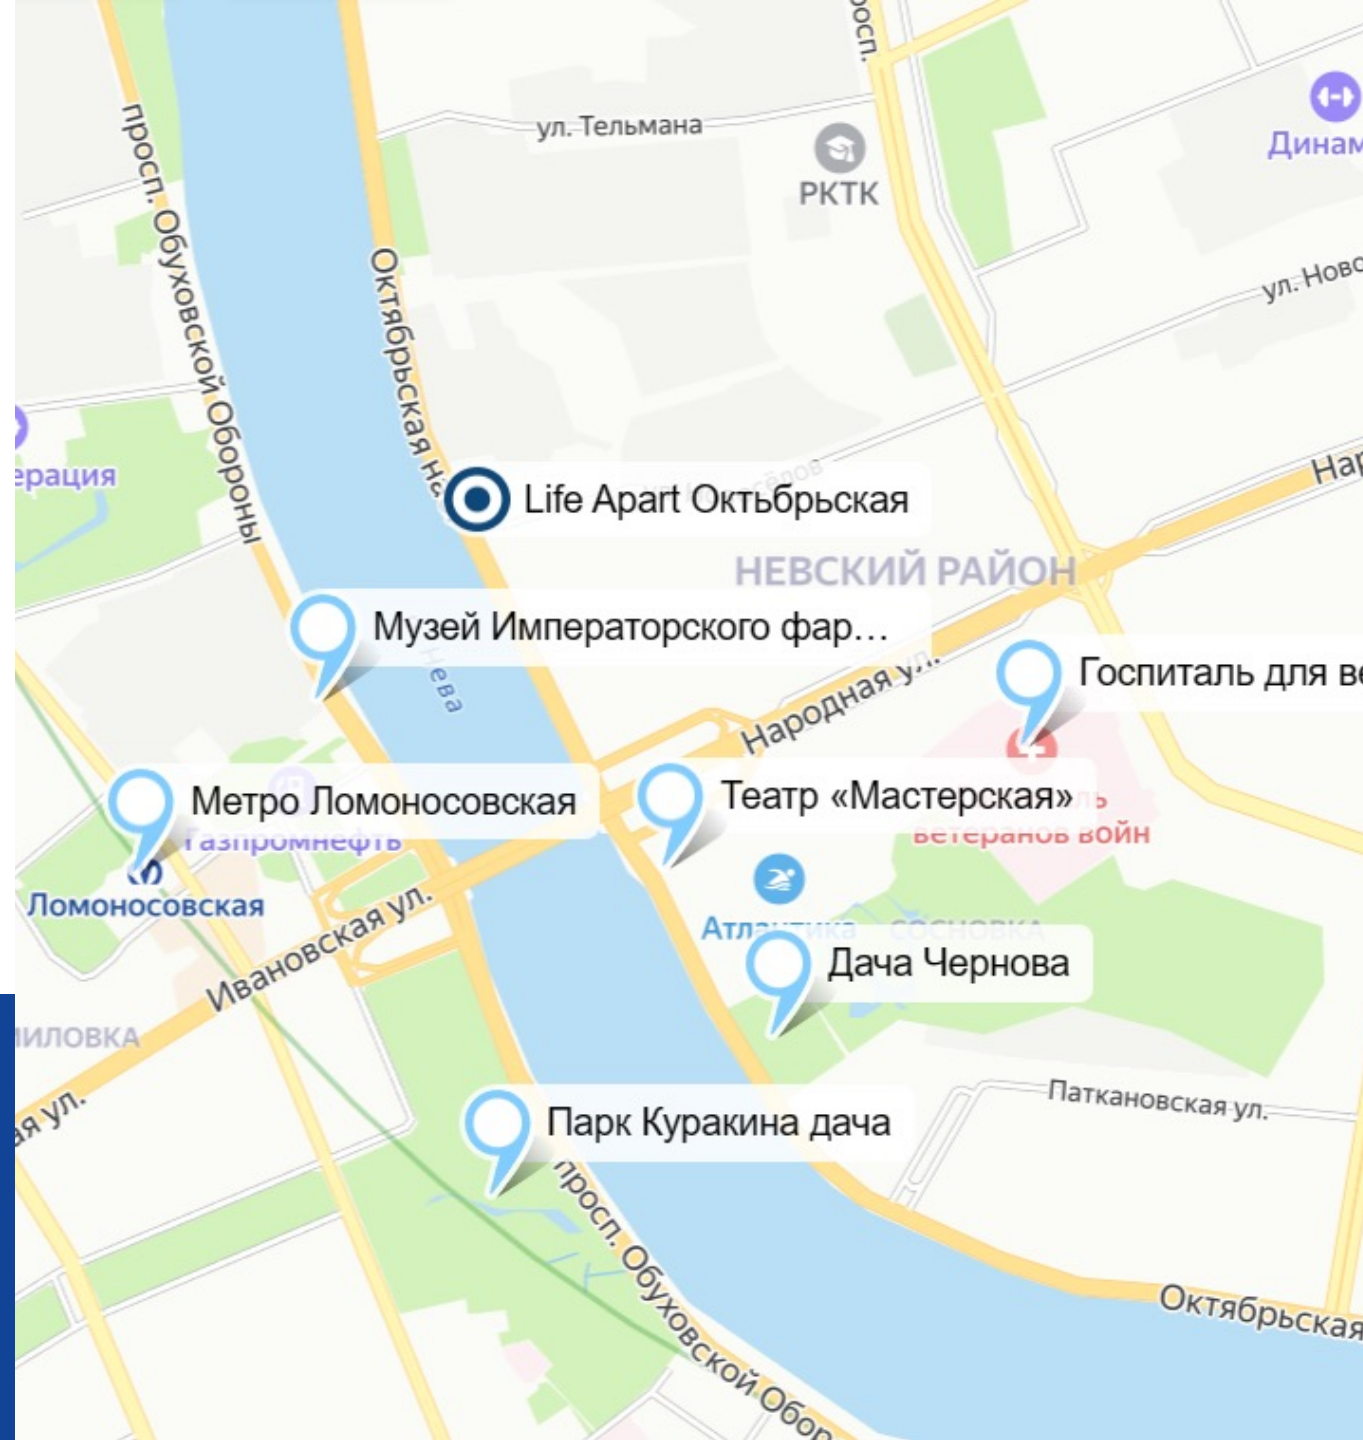 росп.
ул. Тельмана
РКТК
Динам
просп. Обуховской Обороны
Октябрьская на
ул. Ново
ерация
Нар
Life Apart Октьбрьская
НЕВСКИЙ РАЙОН
Музей Императорского фар...
Нева
Народная ул.
Госпиталь для ве
Метро Ломоносовская
Театр «Мастерская»
Газпромнефть
ветеранов войн
Ломоносовская
Атлантика
СОСНОВКА
Ивановская ул.
Дача Чернова
ИЛОВКА
ая ул.
Паткановская ул.
Парк Куракина дача
просп. Обуховской Обор
Октябрьская